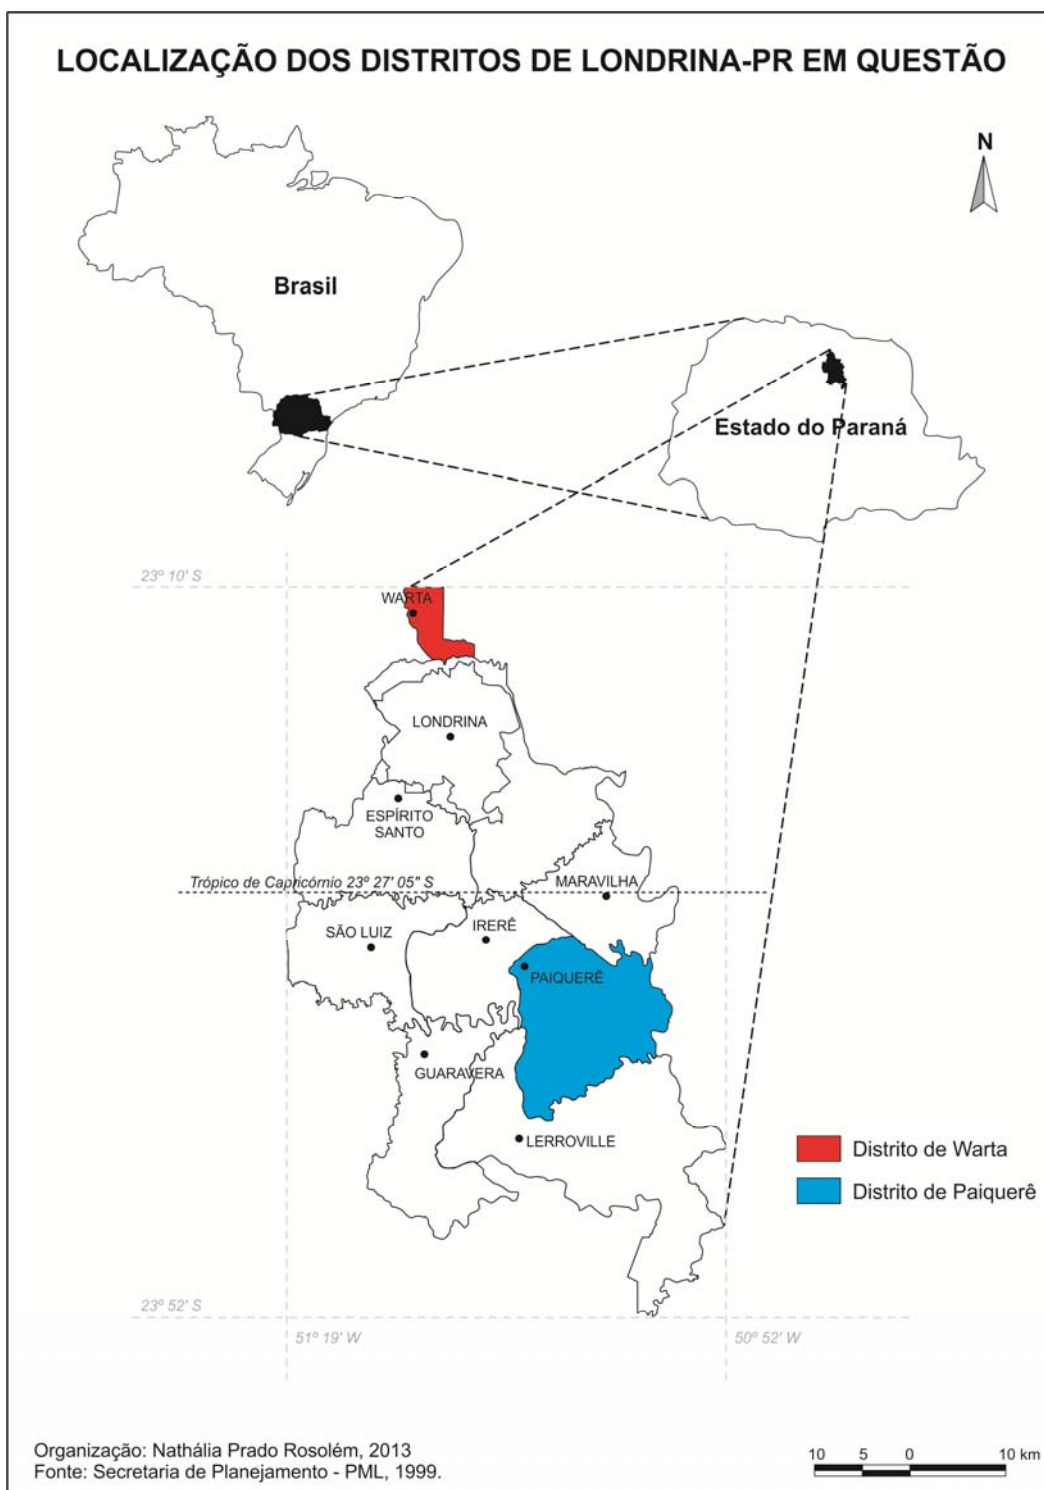 LOCALIZAÇÃO DOS DISTRITOS DE LONDRINA-PR EM QUESTÃO
N
Brasil
Estado do Paraná
23º 10' S
WARTA
LONDRINA
ESPÍRITO
SANTO
Trópico de Capricórnio 23º 27' 05" S
MARAVILHA
SÃO LUIZ
IRERÊ
PAIQUERÊ
GUARAVERA
LERROVILLE
Distrito de Warta
Distrito de Paiquerê
23º 52' S
51º 19' W
50º 52' W
Organização: Nathália Prado Rosolém, 2013
Fonte: Secretaria de Planejamento - PML, 1999.
10 5 0 10 km